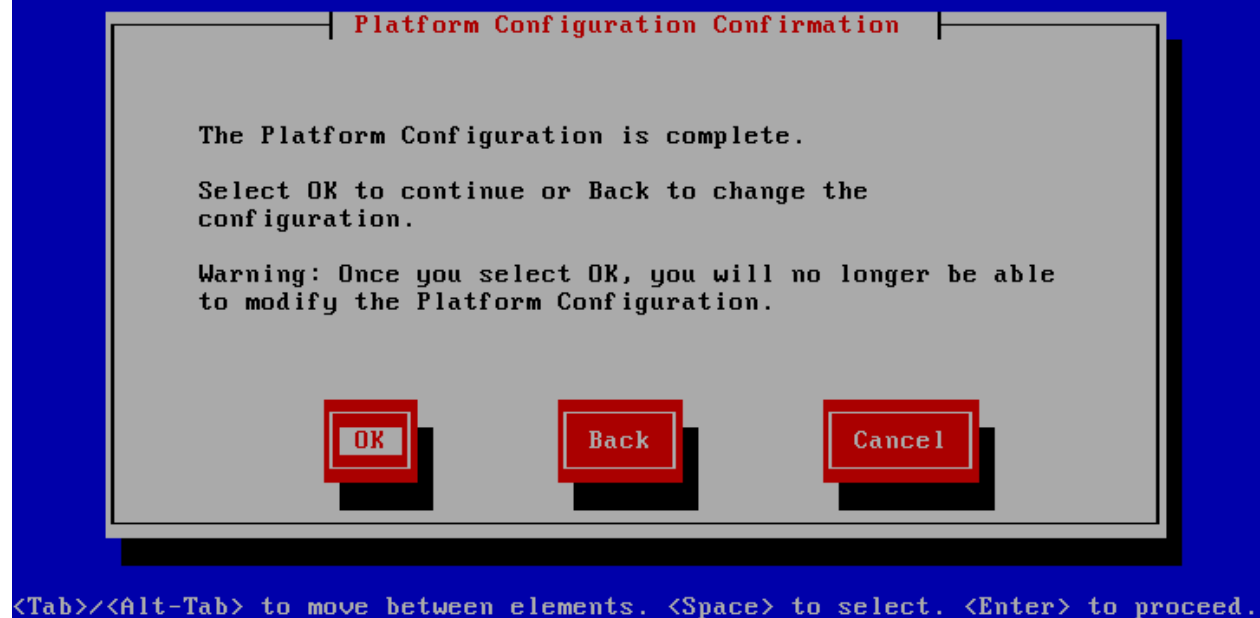 Platform Configuration Confirmation
The Platform Configuration is complete.
Select OK to continue or Back to change the
configuration.
Warning: Once you select OK, you will no longer be able
to modify the Platform Configuration.
OK Back Cancel
<Tab>/<Alt-Tab> to move between elements. <Space> to select. <Enter> to proceed.